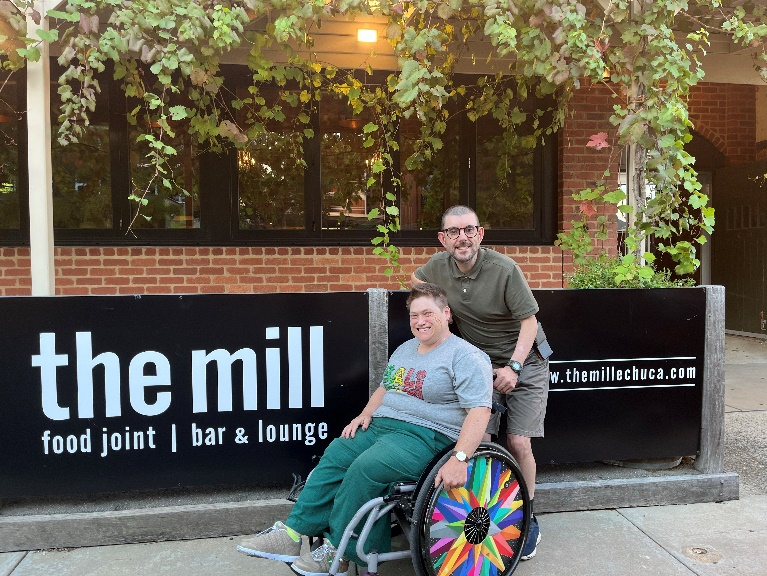 the mill
food joint | bar & lounge
w.themillechuca.com